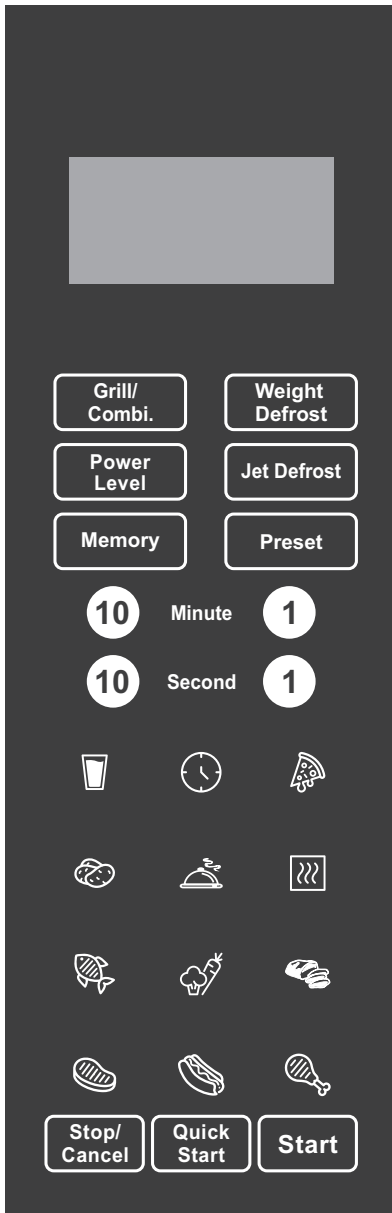 Grill/
Combi.
Weight
Defrost
Power
Level
Jet Defrost
Memory
Preset
10 Minute 1
10 Second 1
Stop/
Cancel
Quick
Start
Start